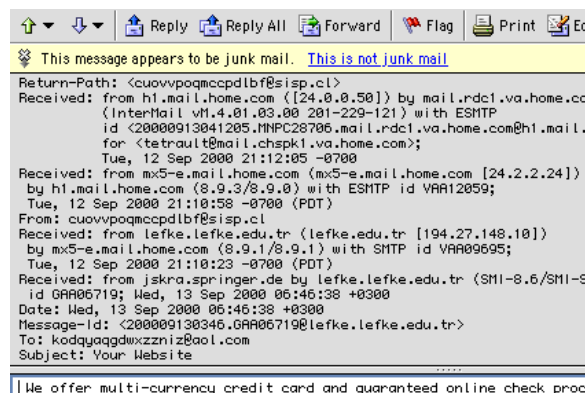 Reply Reply All Forward Flag Print
This message appears to be junk mail. This is not junk mail
Return-Path: <cuovvpoqmccpdlbf@sisp.cl>
Received: from h1.mail.home.com ([24.0.0.50]) by mail.rdc1.va.home.co
(InterMail vM.4.01.03.00 201-229-121) with ESMTP
id <20000913041205.MNPC28706.mail.rdc1.va.home.com@h1.mail.
for <tetrault@mail.chspk1.va.home.com>;
Tue, 12 Sep 2000 21:12:05 -0700
Received: from mx5-e.mail.home.com (mx5-e.mail.home.com [24.2.2.24])
by h1.mail.home.com (8.9.3/8.9.0) with ESMTP id VAA12059;
Tue, 12 Sep 2000 21:10:58 -0700 (PDT)
From: cuovvpoqmccpdlbf@sisp.cl
Received: from lefke.lefke.edu.tr (lefke.edu.tr [194.27.148.10])
by mx5-e.mail.home.com (8.9.1/8.9.1) with SMTP id VAA09695;
Tue, 12 Sep 2000 21:10:23 -0700 (PDT)
Received: from jskra.springer.de by lefke.lefke.edu.tr (SMI-8.6/SMI-S
id GAA06719; Wed, 13 Sep 2000 06:46:38 +0300
Date: Wed, 13 Sep 2000 06:46:38 +0300
Message-Id: <200009130346.GAA06719@lefke.lefke.edu.tr>
To: kodqyaqgdwxzzniz@aol.com
Subject: Your Website
We offer multi-currency credit card and guaranteed online check proc